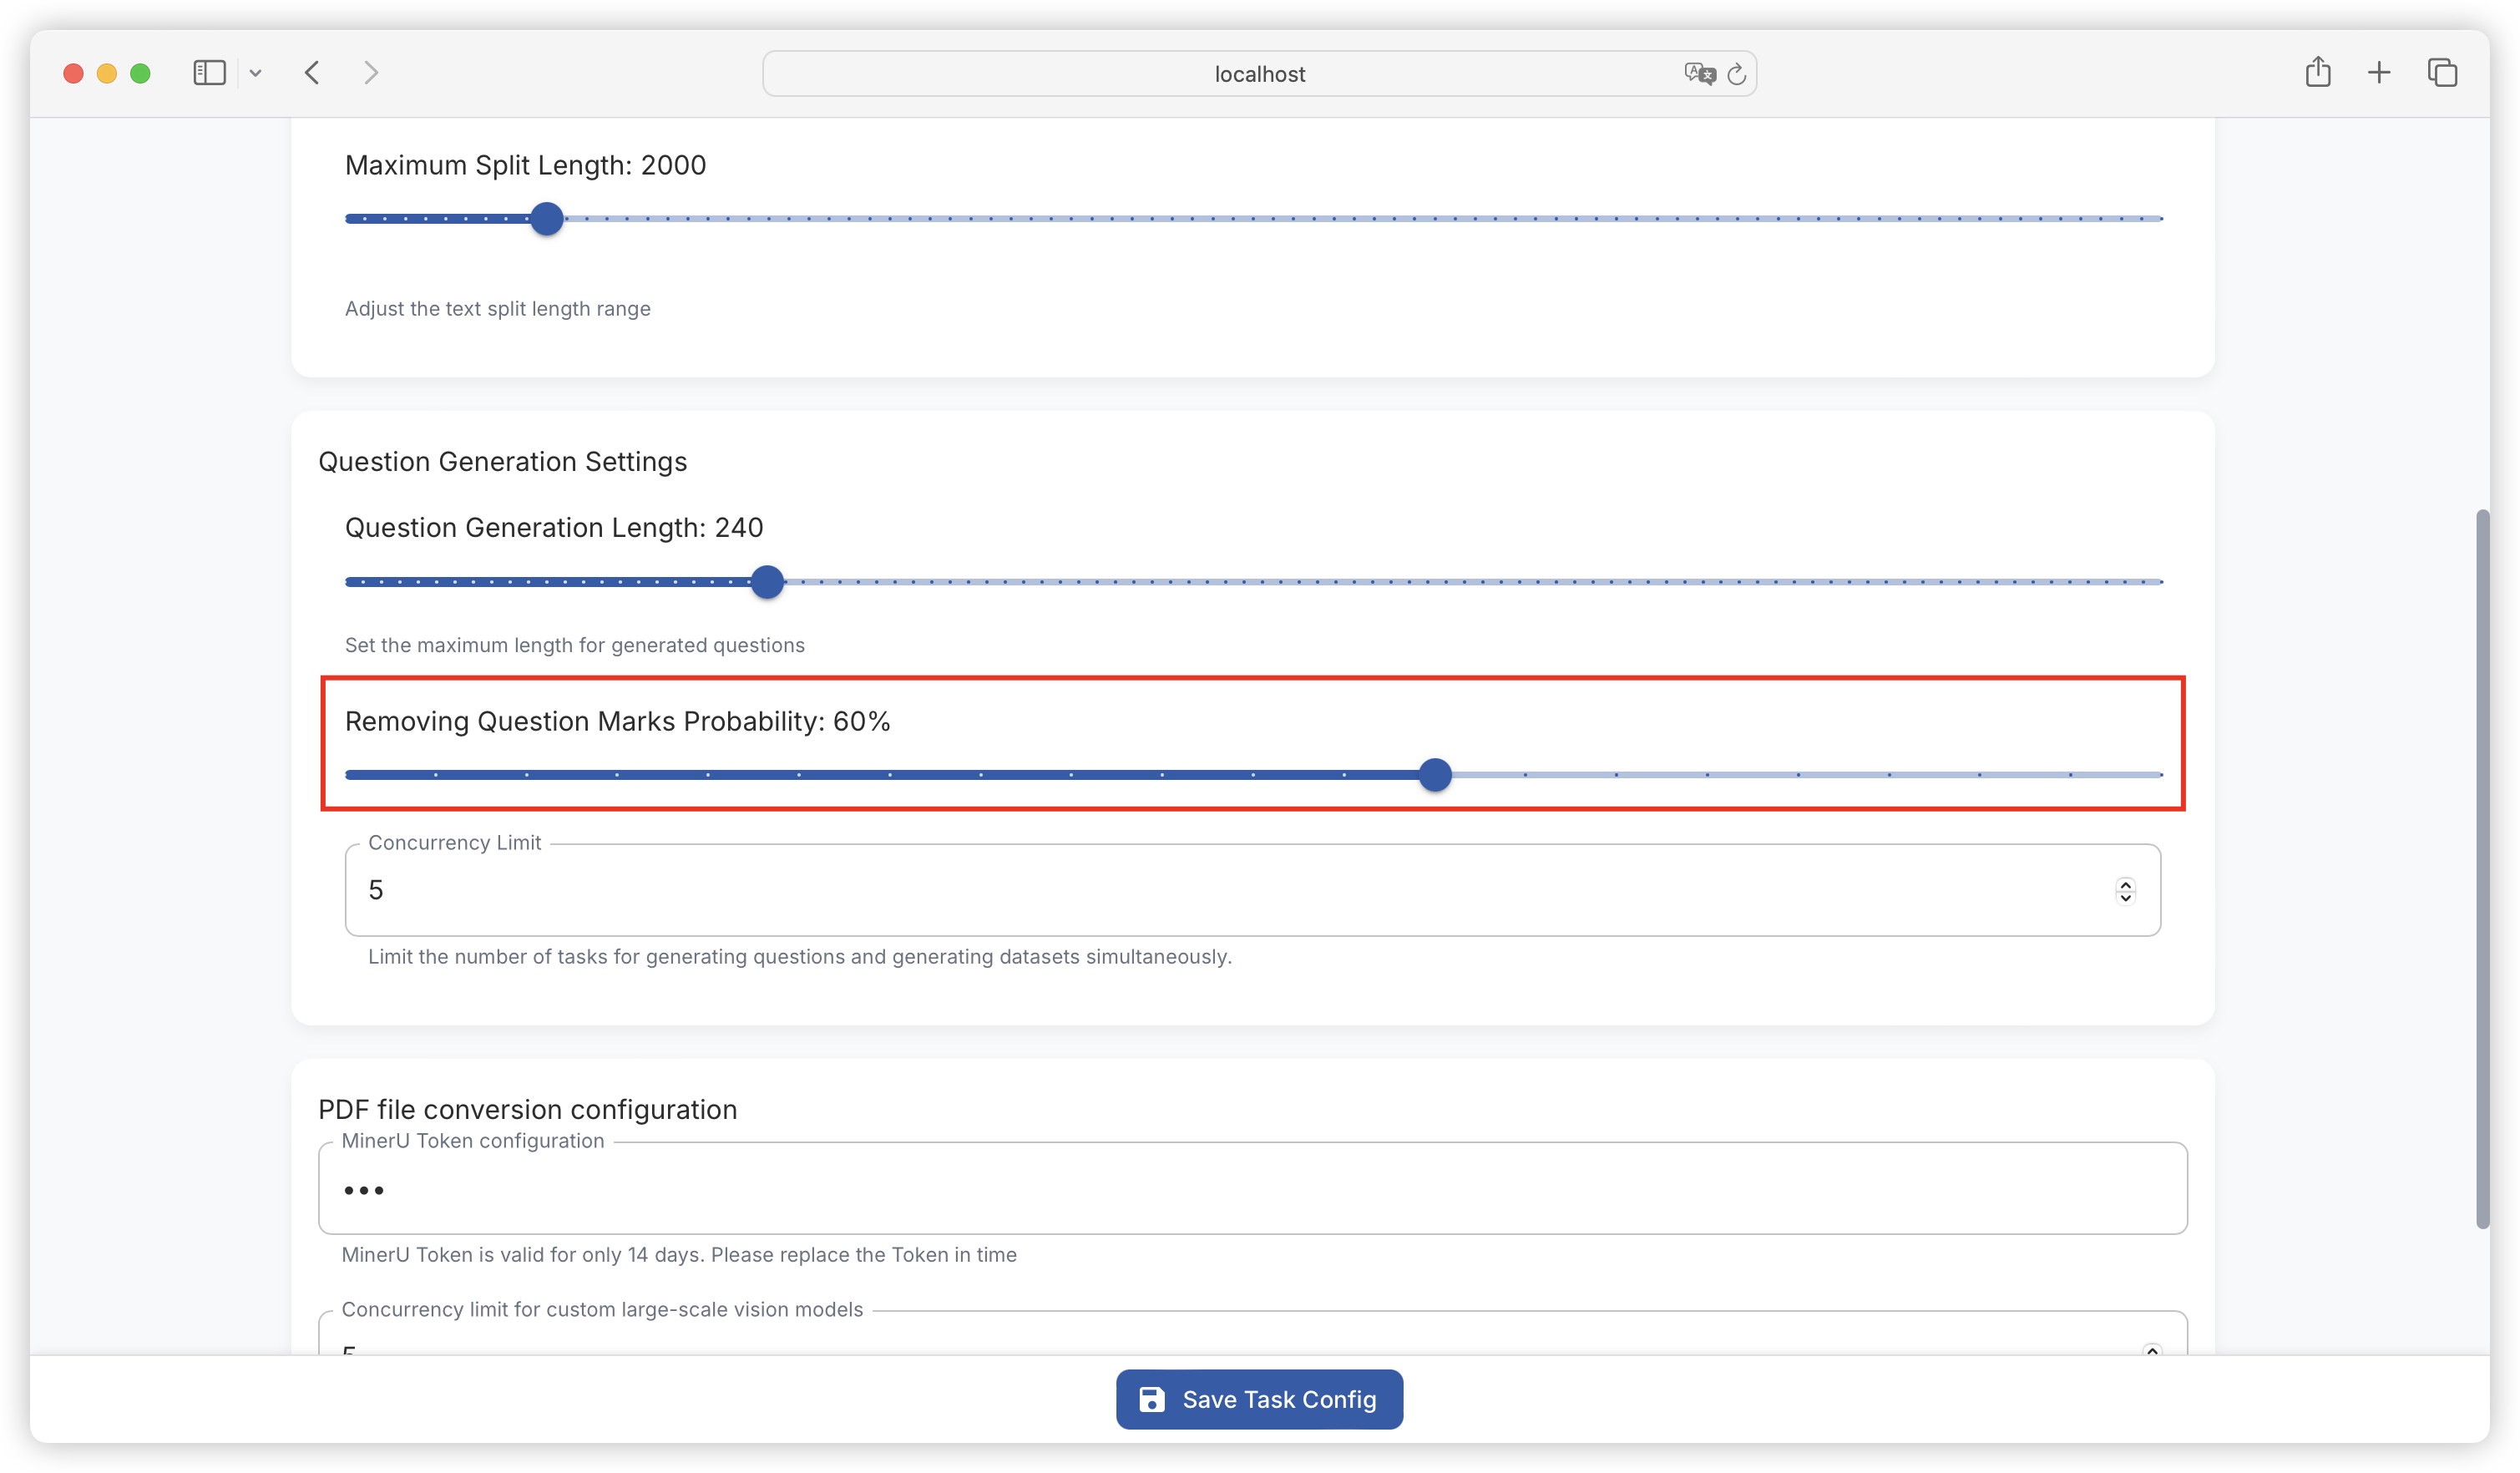 localhost
Maximum Split Length: 2000
Adjust the text split length range
Question Generation Settings
Question Generation Length: 240
Set the maximum length for generated questions
Removing Question Marks Probability: 60%
Concurrency Limit
5
Limit the number of tasks for generating questions and generating datasets simultaneously.
PDF file conversion configuration
MinerU Token configuration
•••
MinerU Token is valid for only 14 days. Please replace the Token in time
Concurrency limit for custom large-scale vision models
5
Save Task Config